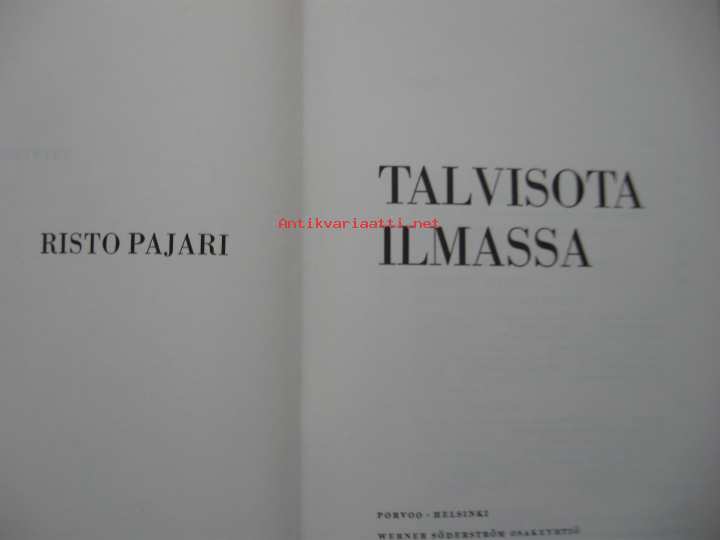 RISTO PAJARI
TALVISOTA
ILMASSA
Antikvariaatti.net
PORVOO · HELSINKI
WERNER SÖDERSTRÖM OSAKEYHTIÖ